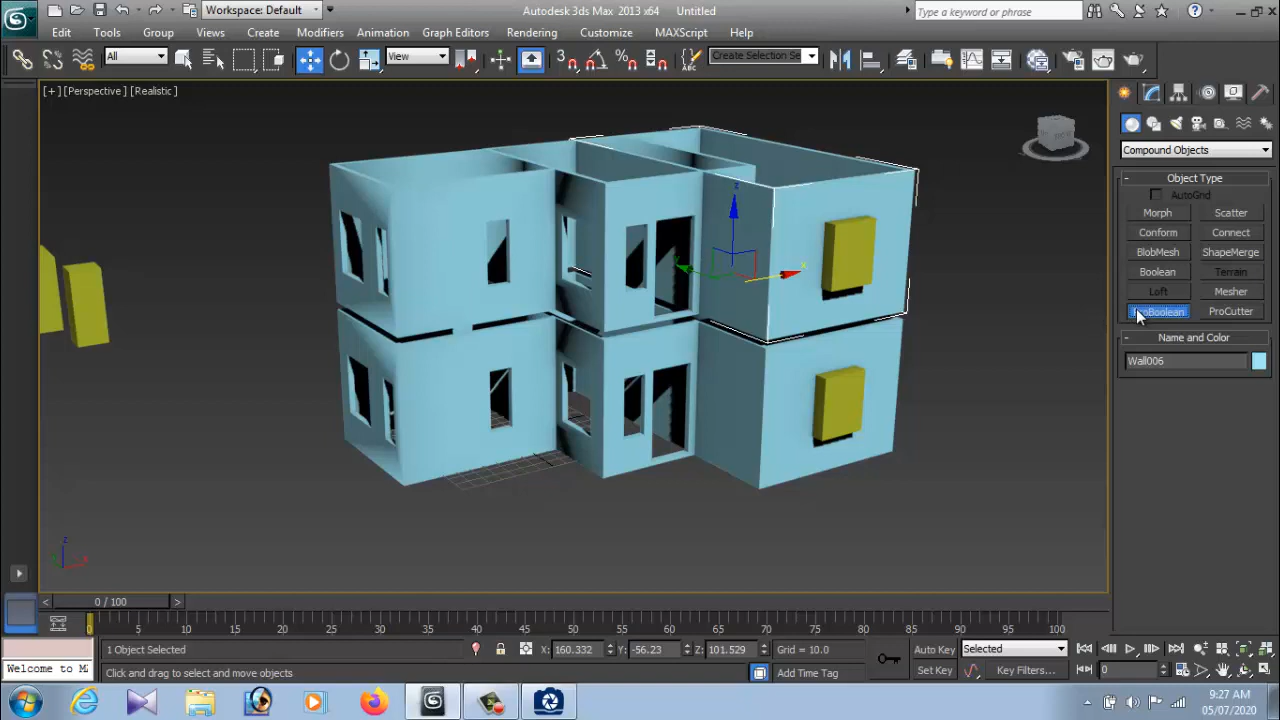 Workspace: Default
Autodesk 3ds Max 2013 x64 Untitled
Type a keyword or phrase
Edit Tools Group Views Create Modifiers Animation Graph Editors Rendering Customize MAXScript Help
All
View
3
Create Selection Se
[+] [Perspective] [Realistic]
Compound Objects
Object Type
AutoGrid
Morph Scatter
Conform Connect
BlobMesh ShapeMerge
Boolean Terrain
Loft Mesher
ProBoolean ProCutter
Name and Color
Wall006
z
y
x
z
x
0 / 100
0 5 10 15 20 25 30 35 40 45 50 55 60 65 70 75 80 85 90 95 100
1 Object Selected
X: 160.332 Y: -56.23 Z: 101.529 Grid = 10.0
Auto Key Selected
Welcome to M
Click and drag to select and move objects
Add Time Tag
Set Key Key Filters...
0
9:27 AM
05/07/2020